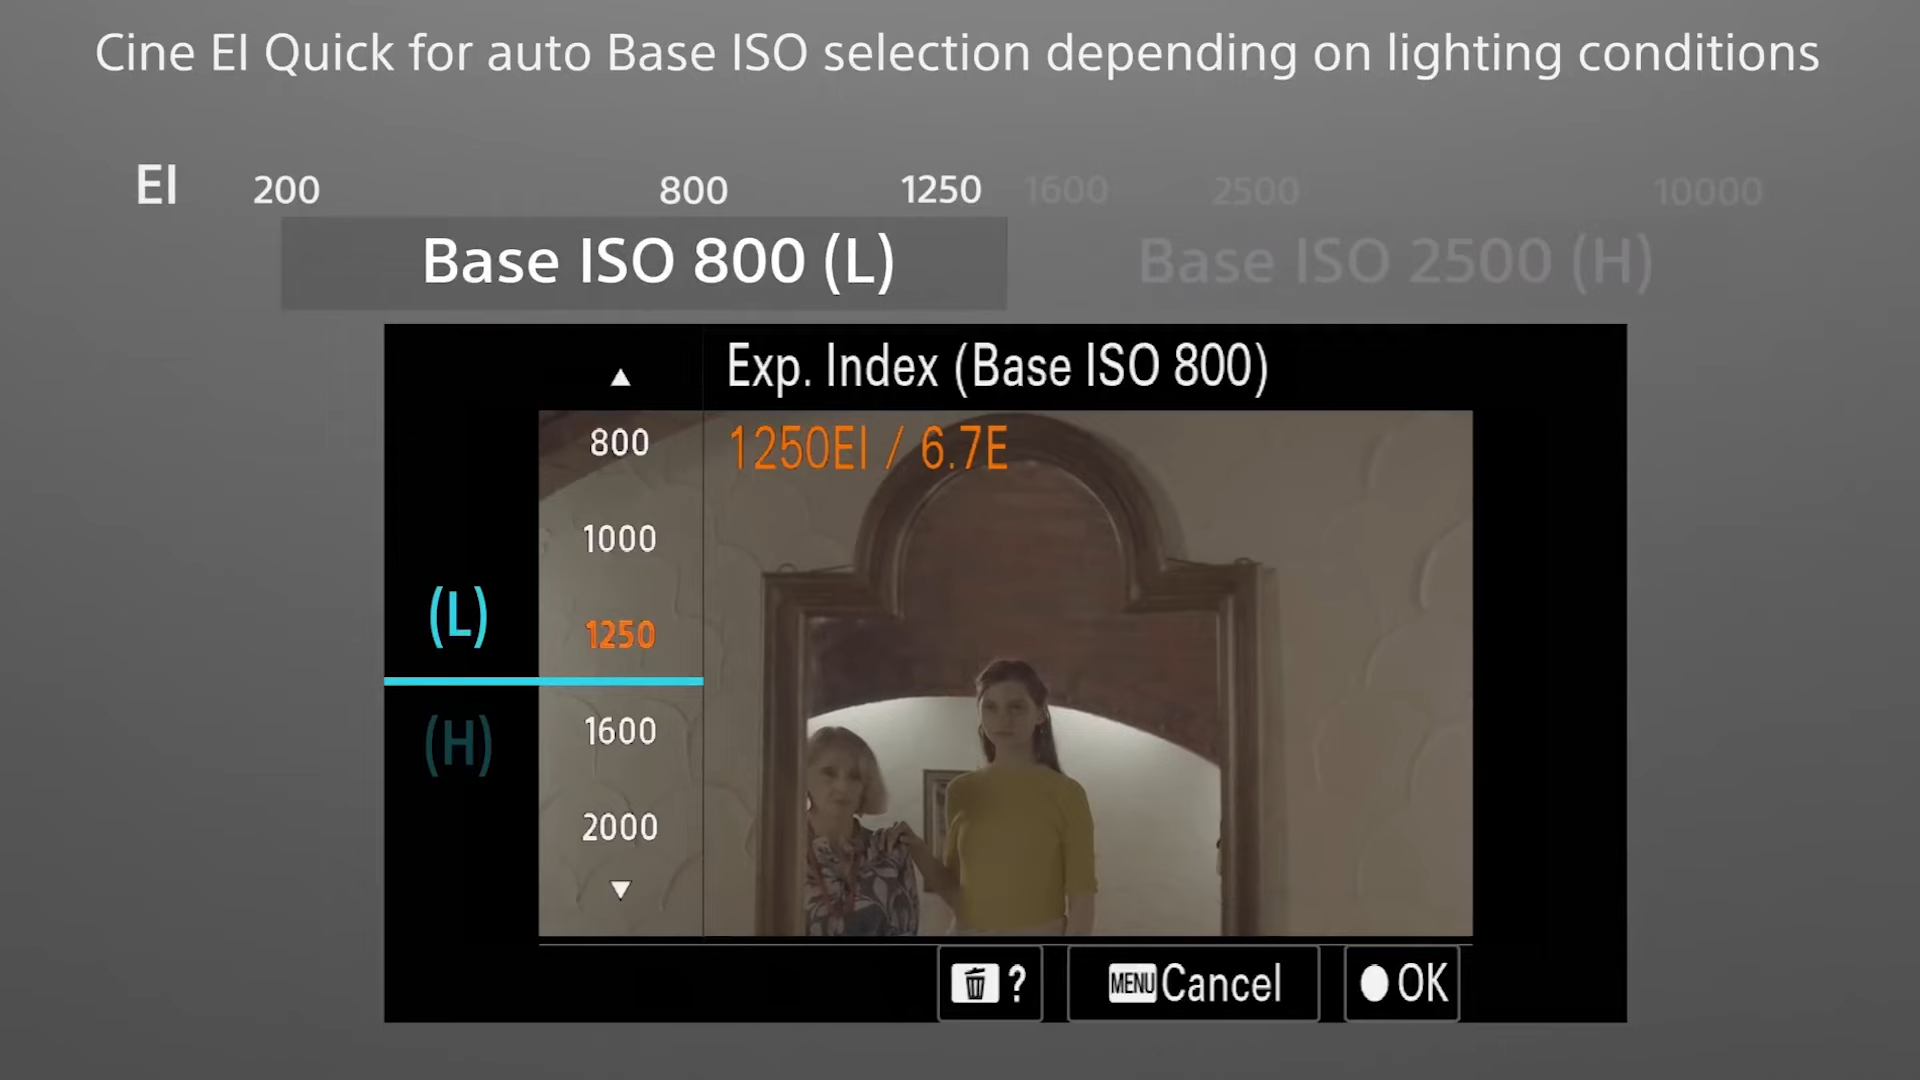 Cine EI Quick for auto Base ISO selection depending on lighting conditions
EI 200 800 1250 1600 2500 10000
Base ISO 800 (L) Base ISO 2500 (H)
Exp. Index (Base ISO 800)
1250EI / 6.7E
800
1000
1250
1600
2000
(L)
(H)
? MENU Cancel OK